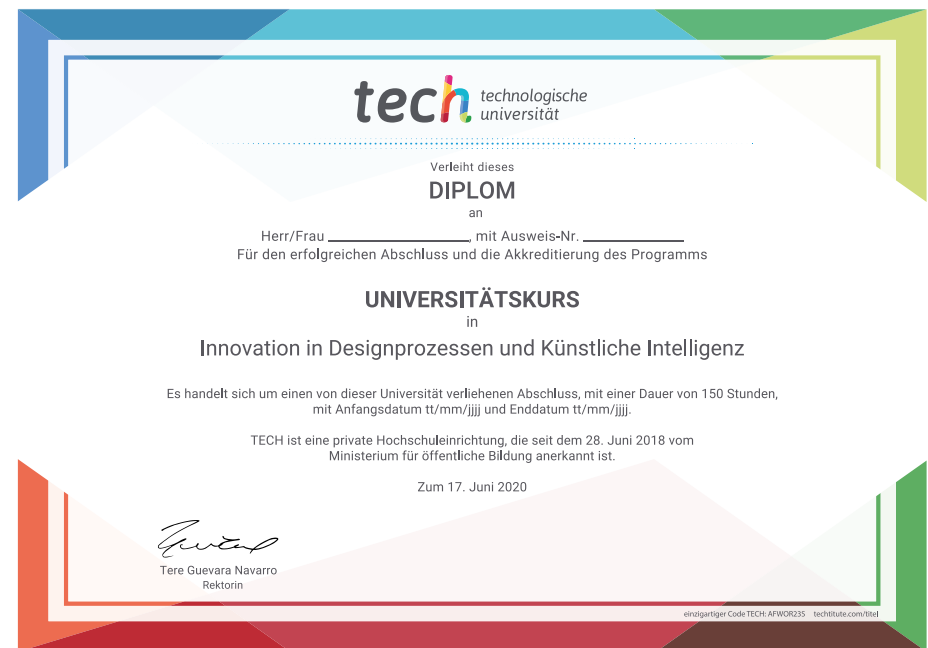 tech technologische
universität
Verleiht dieses
DIPLOM
an
Herr/Frau ____________________, mit Ausweis-Nr. ______________
Für den erfolgreichen Abschluss und die Akkreditierung des Programms
UNIVERSITÄTSKURS
in
Innovation in Designprozessen und Künstliche Intelligenz
Es handelt sich um einen von dieser Universität verliehenen Abschluss, mit einer Dauer von 150 Stunden,
mit Anfangsdatum tt/mm/jjjj und Enddatum tt/mm/jjjj.
TECH ist eine private Hochschuleinrichtung, die seit dem 28. Juni 2018 vom
Ministerium für öffentliche Bildung anerkannt ist.
Zum 17. Juni 2020
Tere Guevara Navarro
Rektorin
einzigartiger Code TECH: AFWOR23S techtitute.com/titel